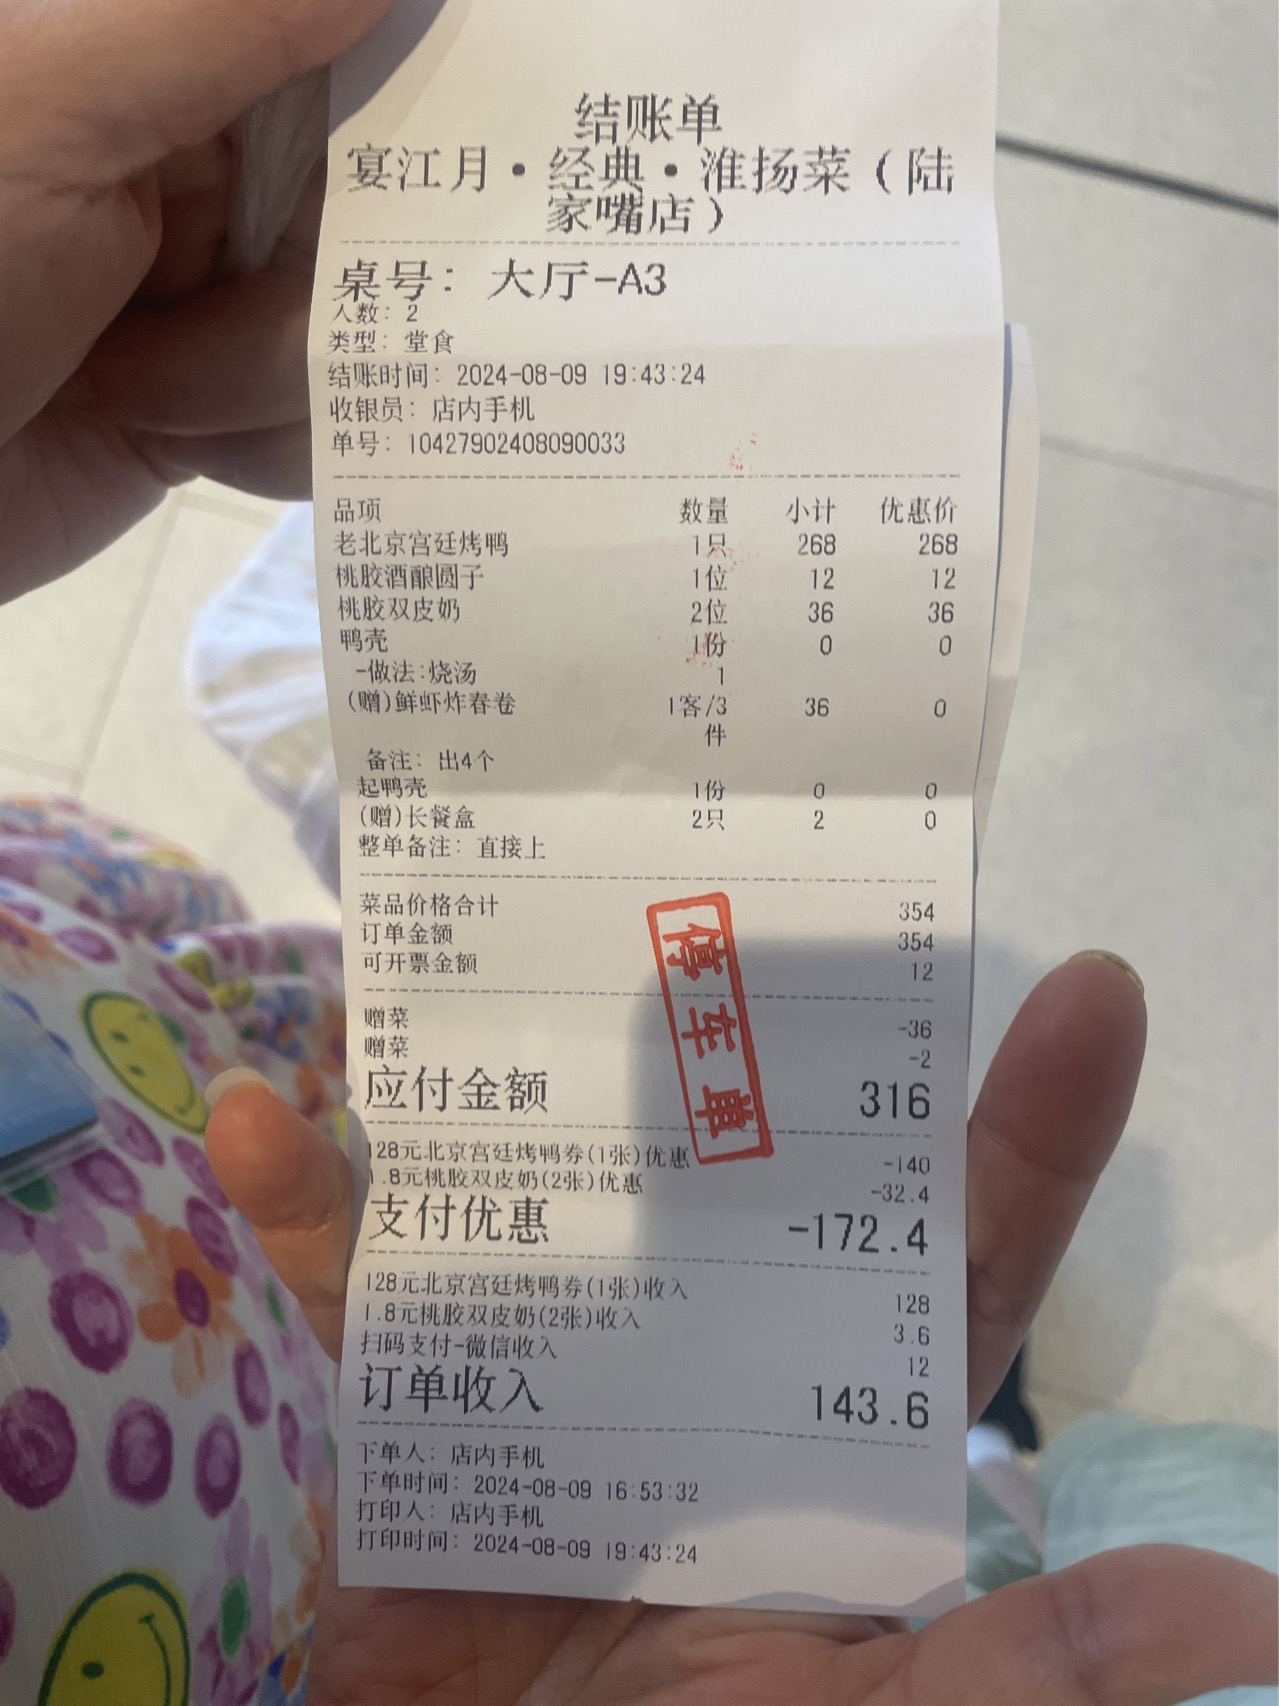 结账单
宴江月·经典·淮扬菜(陆
家嘴店)
桌号: 大厅-A3
人数: 2
类型: 堂食
结账时间: 2024-08-09 19:43:24
收银员: 店内手机
单号: 10427902408090033
品项 数量 小计 优惠价
老北京宫廷烤鸭 1只 268 268
桃胶酒酿圆子 1位 12 12
桃胶双皮奶 2位 36 36
鸭壳 1份 0 0
-做法:烧汤 1
(赠)鲜虾炸春卷 1客/3 36 0
件
备注: 出4个
起鸭壳 1份 0 0
(赠)长餐盒 2只 2 0
整单备注: 直接上
菜品价格合计 354
订单金额 354
可开票金额 12
赠菜 -36
赠菜 -2
应付金额 316
停车单
128元北京宫廷烤鸭券(1张)优惠 -140
1.8元桃胶双皮奶(2张)优惠 -32.4
支付优惠 -172.4
128元北京宫廷烤鸭券(1张)收入 128
1.8元桃胶双皮奶(2张)收入 3.6
扫码支付-微信收入 12
订单收入 143.6
下单人: 店内手机
下单时间: 2024-08-09 16:53:32
打印人: 店内手机
打印时间: 2024-08-09 19:43:24